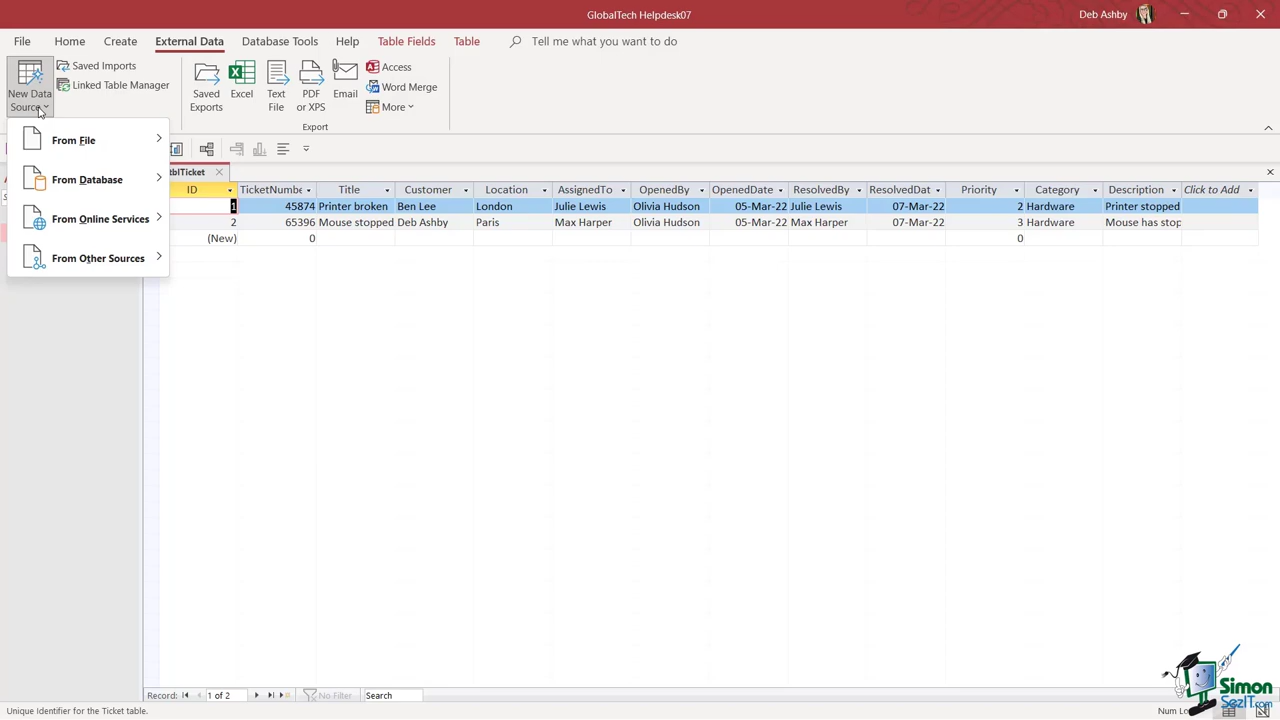 GlobalTech Helpdesk07
Deb Ashby
File Home Create External Data Database Tools Help Table Fields Table Tell me what you want to do
New Data Source
Saved Imports
Linked Table Manager
Saved Exports
Excel
Text File
PDF or XPS
Email
Access
Word Merge
More
Export
From File
From Database
From Online Services
From Other Sources
tblTicket
ID TicketNumbe Title Customer Location AssignedTo OpenedBy OpenedDate ResolvedBy ResolvedDat Priority Category Description Click to Add
1 45874 Printer broken Ben Lee London Julie Lewis Olivia Hudson 05-Mar-22 Julie Lewis 07-Mar-22 2 Hardware Printer stopped
2 65396 Mouse stopped Deb Ashby Paris Max Harper Olivia Hudson 05-Mar-22 Max Harper 07-Mar-22 3 Hardware Mouse has stop
(New) 0 0
Record: 1 of 2 No Filter Search
Unique Identifier for the Ticket table.
Num Lo
Simon
SezIT.com